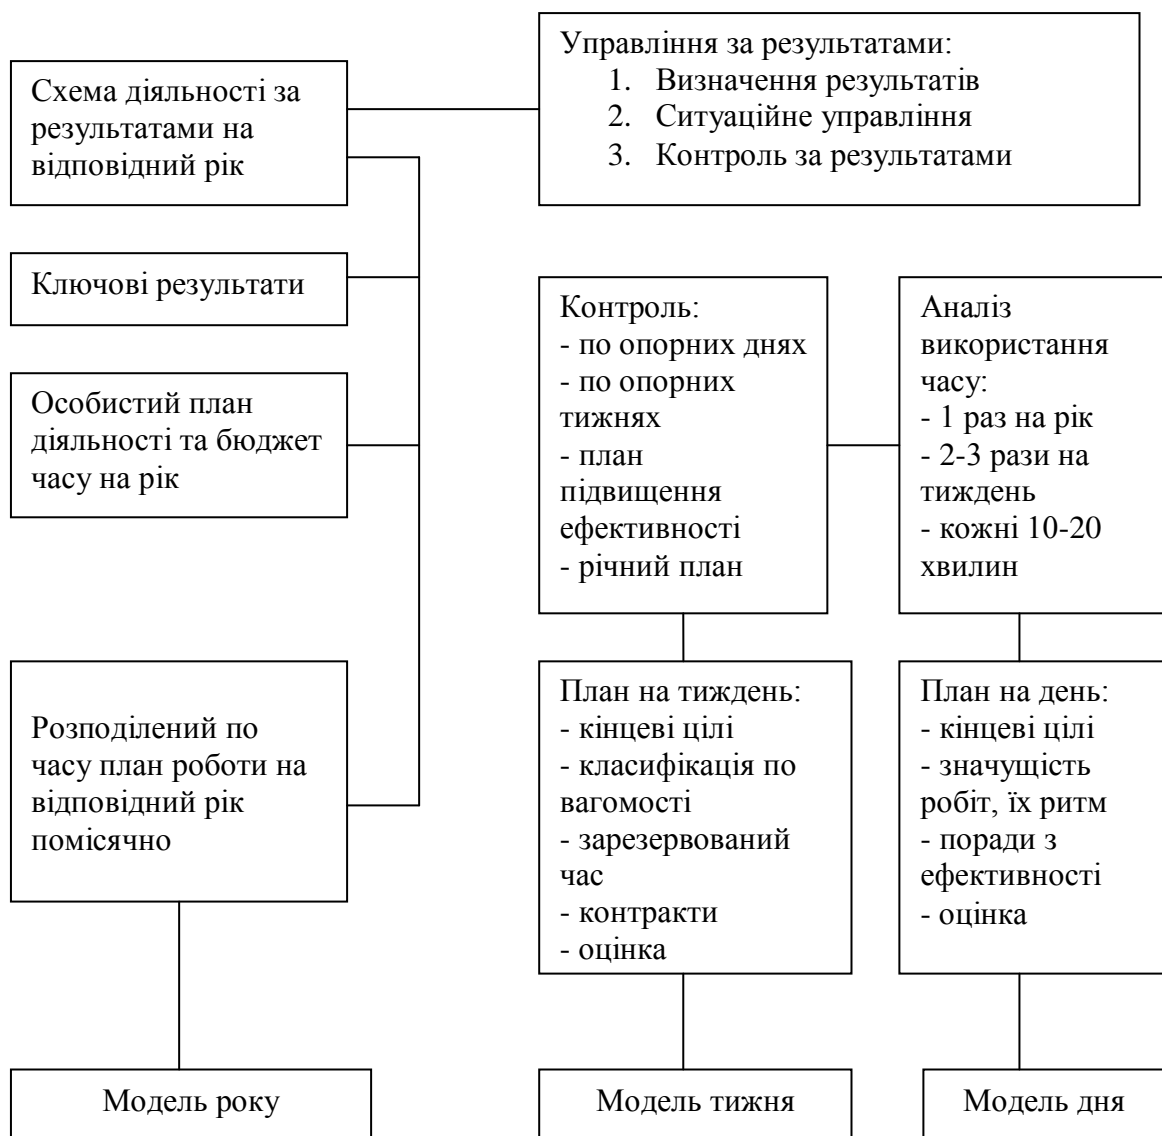 Схема діяльності за
результатами на
відповідний рік
Управління за результатами:
1. Визначення результатів
2. Ситуаційне управління
3. Контроль за результатами
Ключові результати
Особистий план
діяльності та бюджет
часу на рік
Контроль:
- по опорних днях
- по опорних
тижнях
- план
підвищення
ефективності
- річний план
Аналіз
використання
часу:
- 1 раз на рік
- 2-3 рази на
тиждень
- кожні 10-20
хвилин
Розподілений по
часу план роботи на
відповідний рік
помісячно
План на тиждень:
- кінцеві цілі
- класифікація по
вагомості
- зарезервований
час
- контракти
- оцінка
План на день:
- кінцеві цілі
- значущість
робіт, їх ритм
- поради з
ефективності
- оцінка
Модель року
Модель тижня
Модель дня